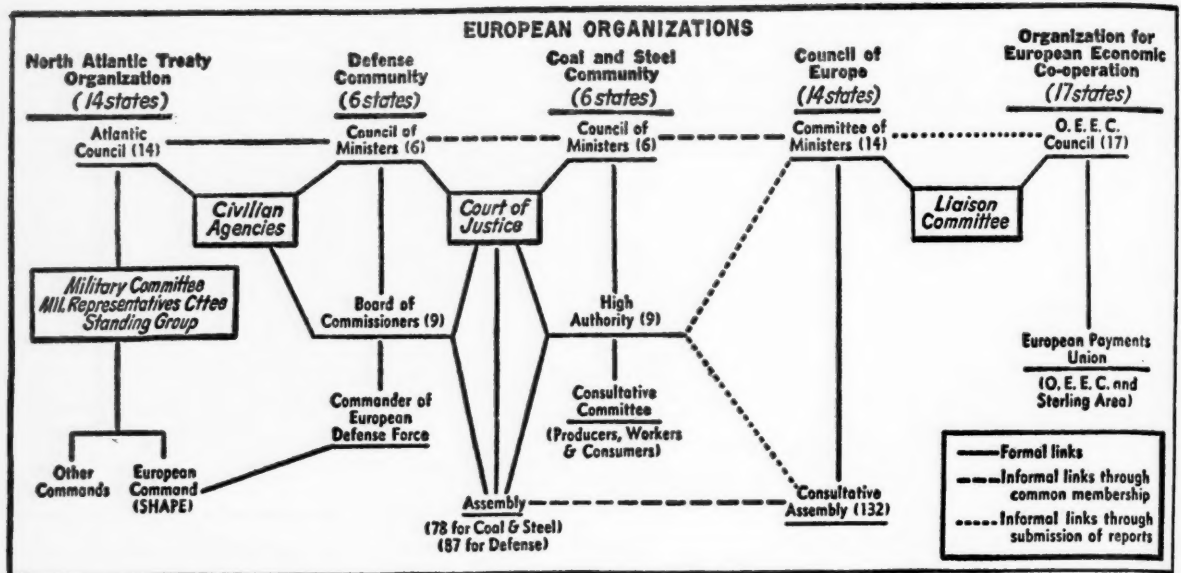 EUROPEAN ORGANIZATIONS
North Atlantic Treaty
Organization
(14 states)
Defense
Community
(6 states)
Coal and Steel
Community
(6 states)
Council of
Europe
(14 states)
Organization for
European Economic
Co-operation
(17 states)
Atlantic
Council (14)
Council of
Ministers (6)
Council of
Ministers (6)
Committee of
Ministers (14)
O. E. E. C.
Council (17)
Civilian
Agencies
Court of
Justice
Liaison
Committee
Military Committee
MIL. Representatives Cttee
Standing Group
Board of
Commissioners (9)
High
Authority (9)
European Payments
Union
(O. E. E. C. and
Sterling Area)
Commander of
European
Defense Force
Consultative
Committee
(Producers, Workers
& Consumers)
Other
Commands
European
Command
(SHAPE)
Assembly
(78 for Coal & Steel)
(87 for Defense)
Consultative
Assembly (132)
Formal links
Informal links through
common membership
Informal links through
submission of reports